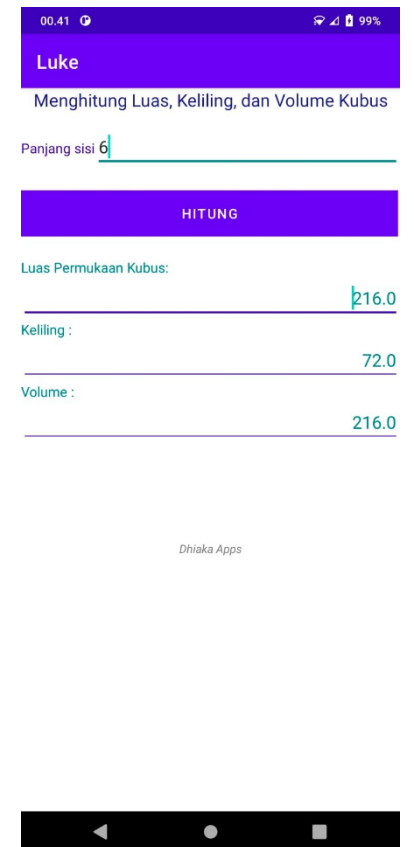 00.41 99%
Luke
Menghitung Luas, Keliling, dan Volume Kubus
Panjang sisi 6
HITUNG
Luas Permukaan Kubus:
216.0
Keliling :
72.0
Volume :
216.0
Dhiaka Apps